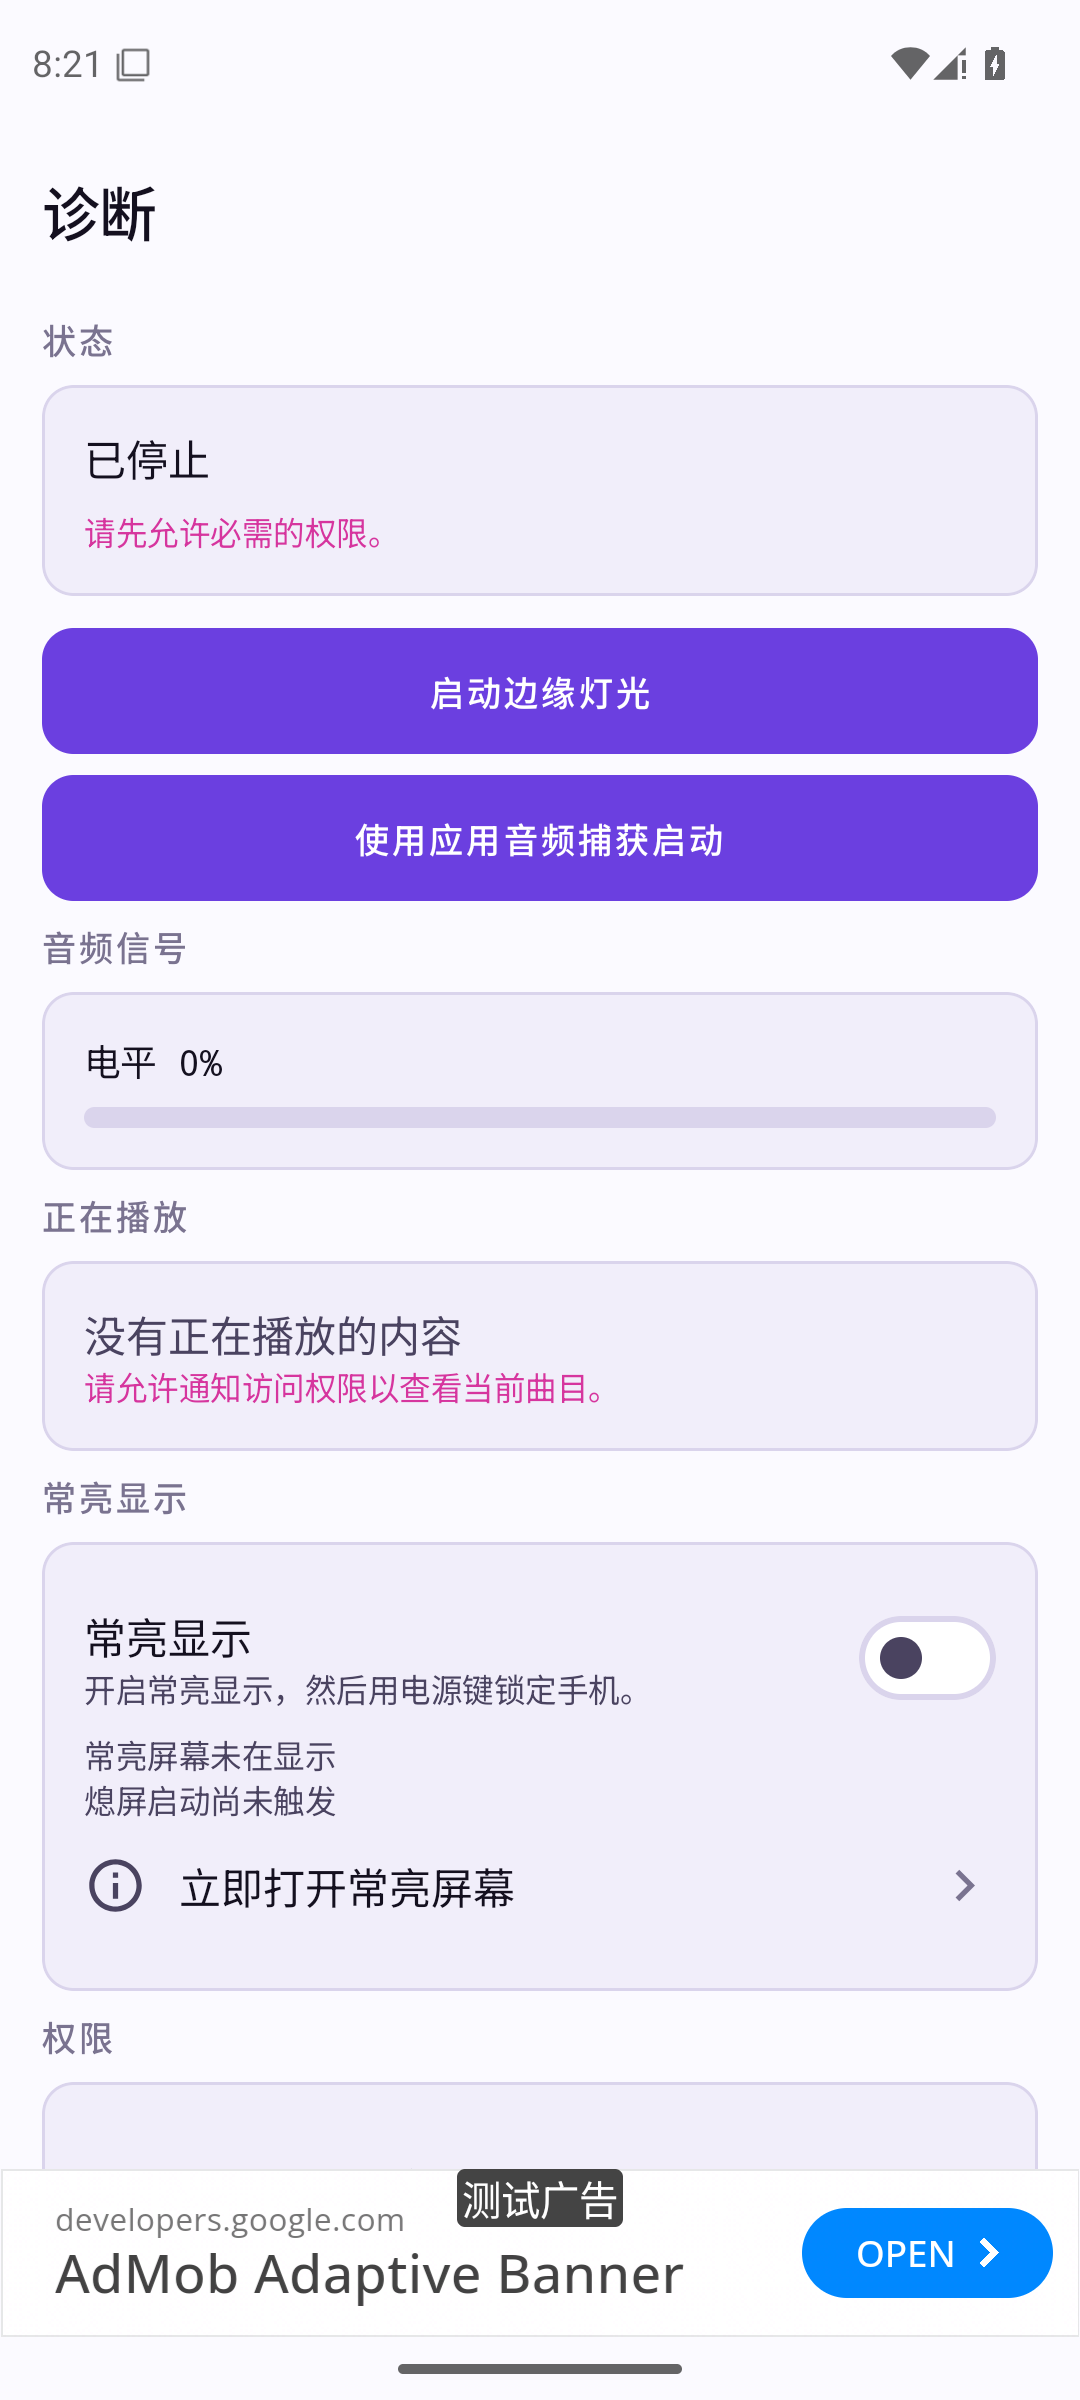 8:21
诊断
状态
已停止
请先允许必需的权限。
启动边缘灯光
使用应用音频捕获启动
音频信号
电平 0%
正在播放
没有正在播放的内容
请允许通知访问权限以查看当前曲目。
常亮显示
常亮显示
开启常亮显示，然后用电源键锁定手机。
常亮屏幕未在显示
熄屏启动尚未触发
立即打开常亮屏幕
权限
测试广告
developers.google.com
AdMob Adaptive Banner
OPEN